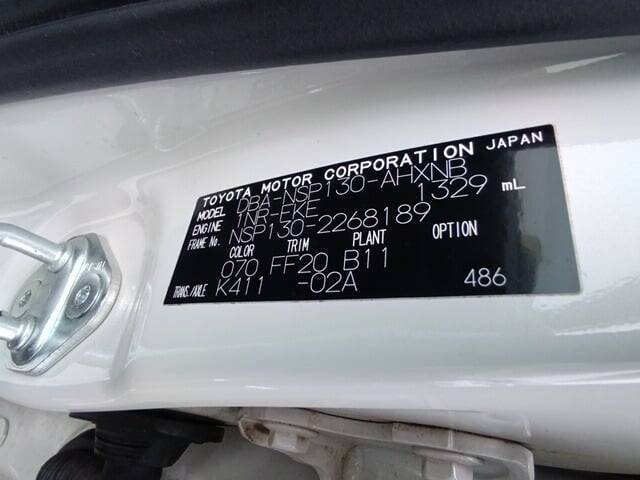 TOYOTA MOTOR CORPORATION JAPAN
MODEL DBA-NSP130-AHXNB
ENGINE 1NR-FKE 1329 mL
FRAME No. NSP130-2268189
COLOR TRIM PLANT OPTION
070 FF20 B11
TRANS./AXLE K411 -02A 486